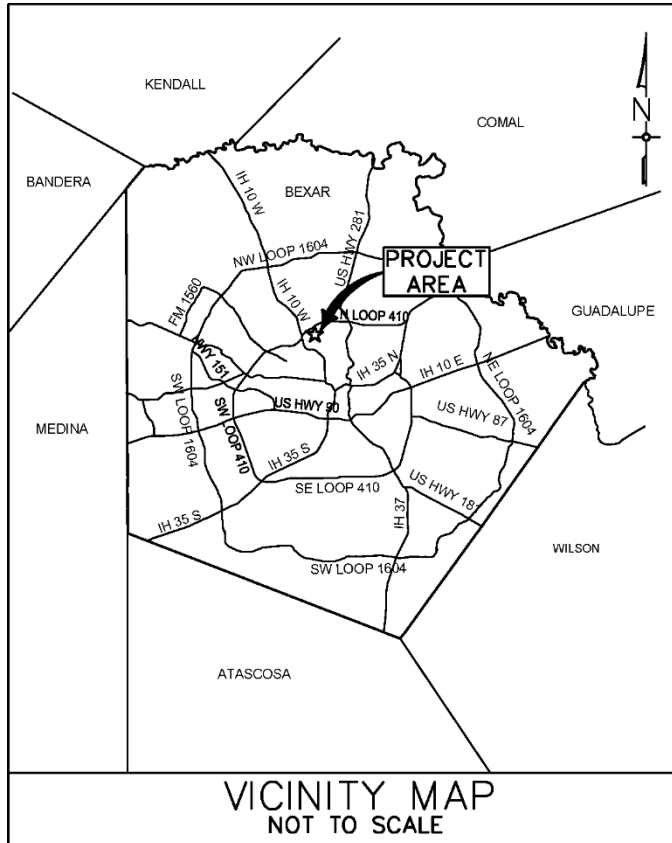 KENDALL
COMAL
N
BANDERA
BEXAR
IH 10 W
US HWY 281
NW LOOP 1604
PROJECT
AREA
FM 1560
IH 10 W
N LOOP 410
GUADALUPE
HWY 151
IH 35 N
IH 10 E
NE LOOP 1604
SW LOOP 1604
SW LOOP 410
US HWY 90
US HWY 87
MEDINA
IH 35 S
SE LOOP 410
US HWY 181
IH 37
IH 35 S
WILSON
SW LOOP 1604
ATASCOSA
VICINITY MAP
NOT TO SCALE